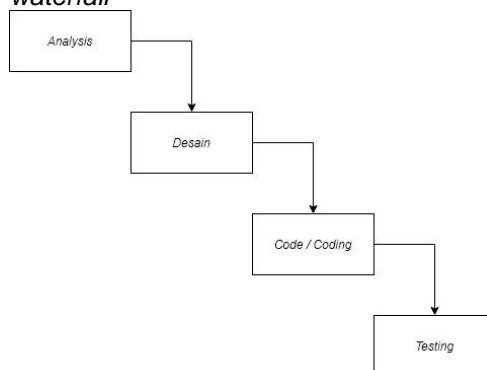 waterfall
Analysis
Desain
Code / Coding
Testing